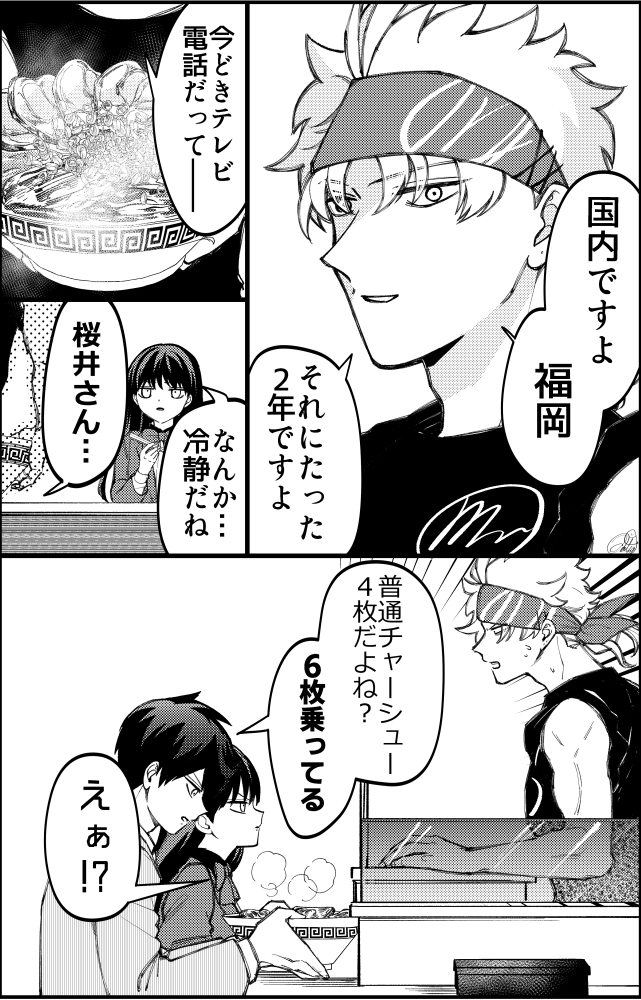 国内ですよ
福岡
それにたった
2年ですよ
今どきテレビ
電話だって――
なんか…
冷静だね
桜井さん…
普通チャーシュー
4枚だよね?
6枚乗ってる
えぁ!?